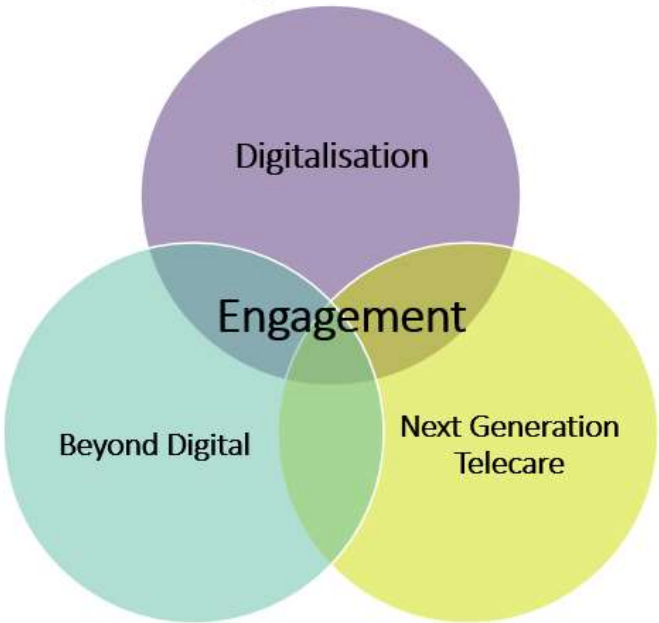 Digitalisation
Engagement
Beyond Digital
Next Generation
Telecare